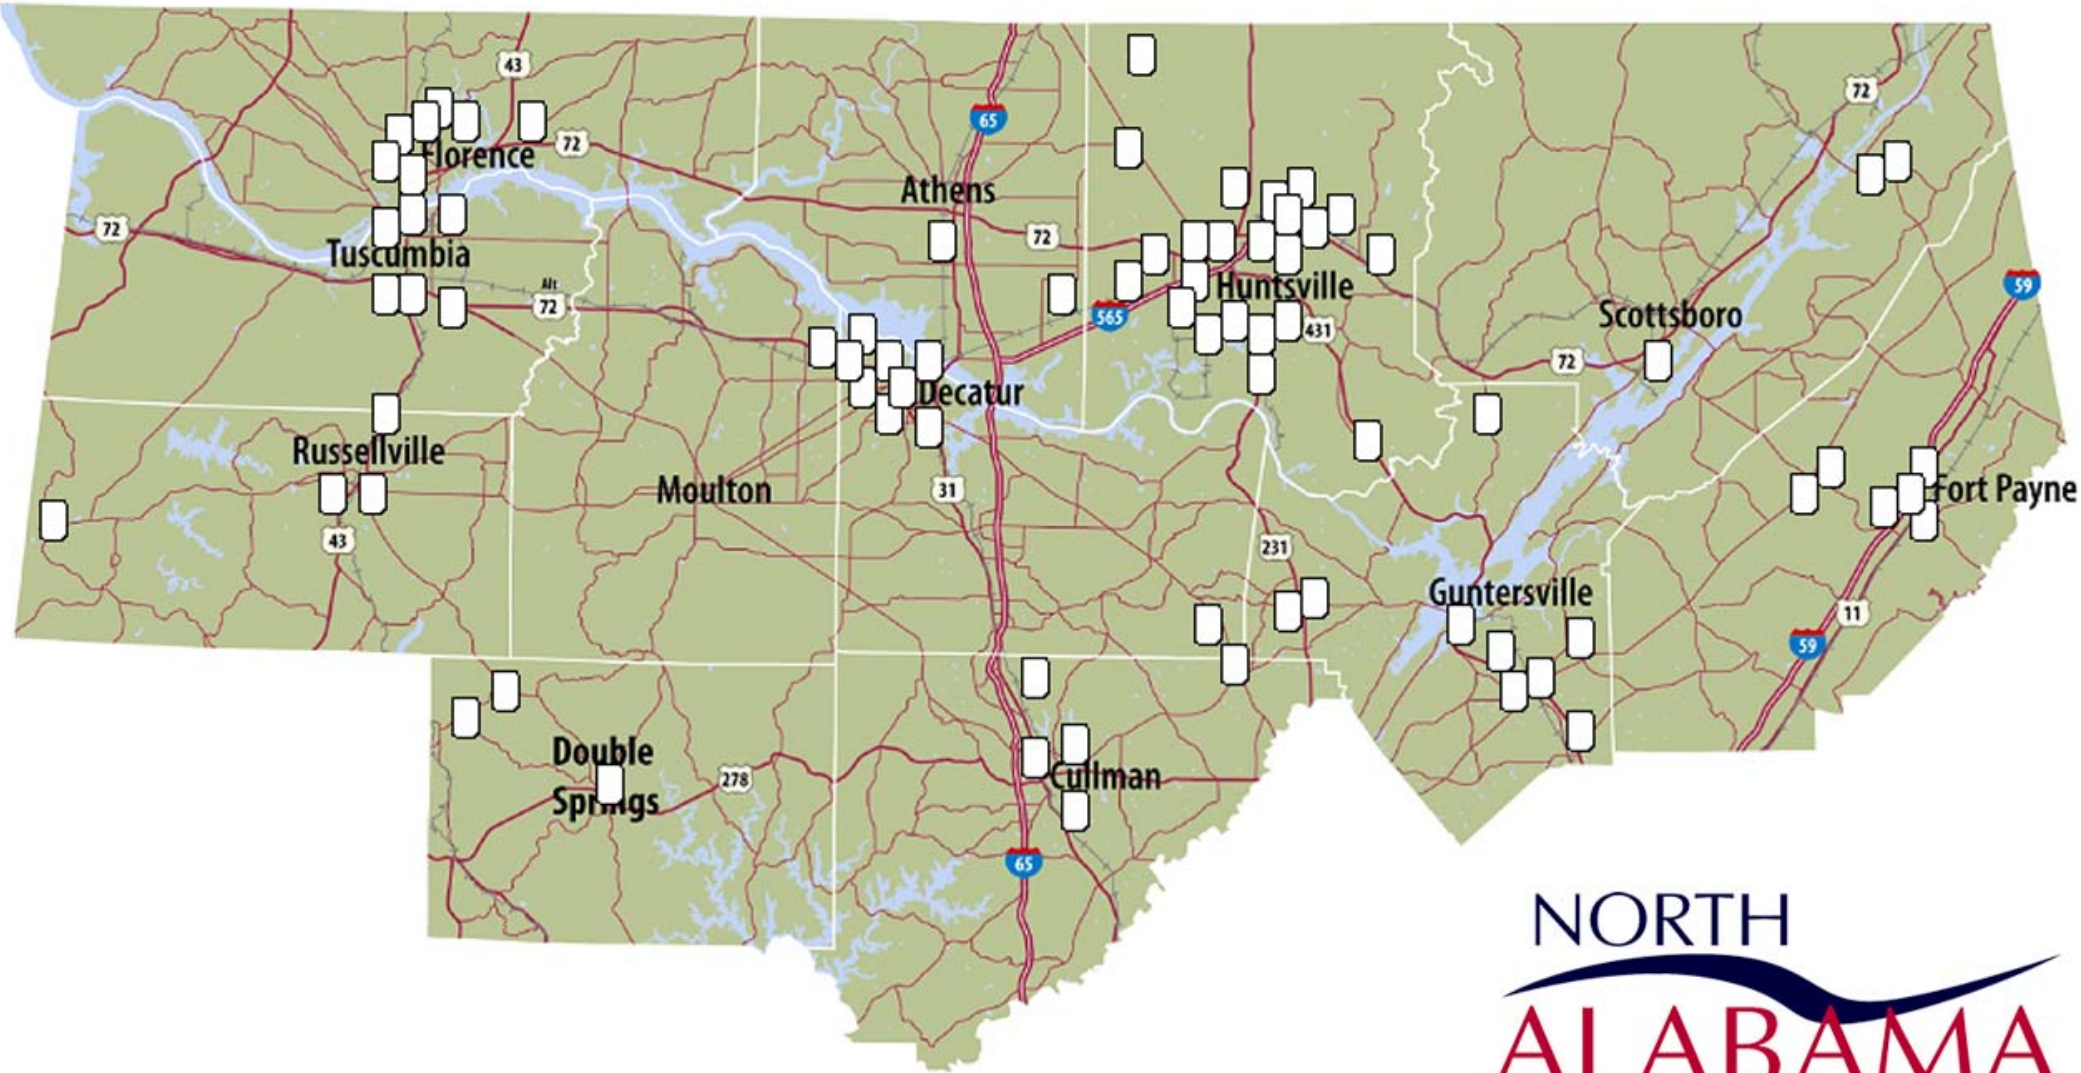 43
72
65
72
Florence
Athens
72
72
Tuscumbia
59
Huntsville
Alt
72
565
Scottsboro
431
72
Decatur
Russellville
Moulton
31
Fort Payne
43
231
Guntersville
11
59
Double
Springs
278
Cullman
65
NORTH
ALABAMA